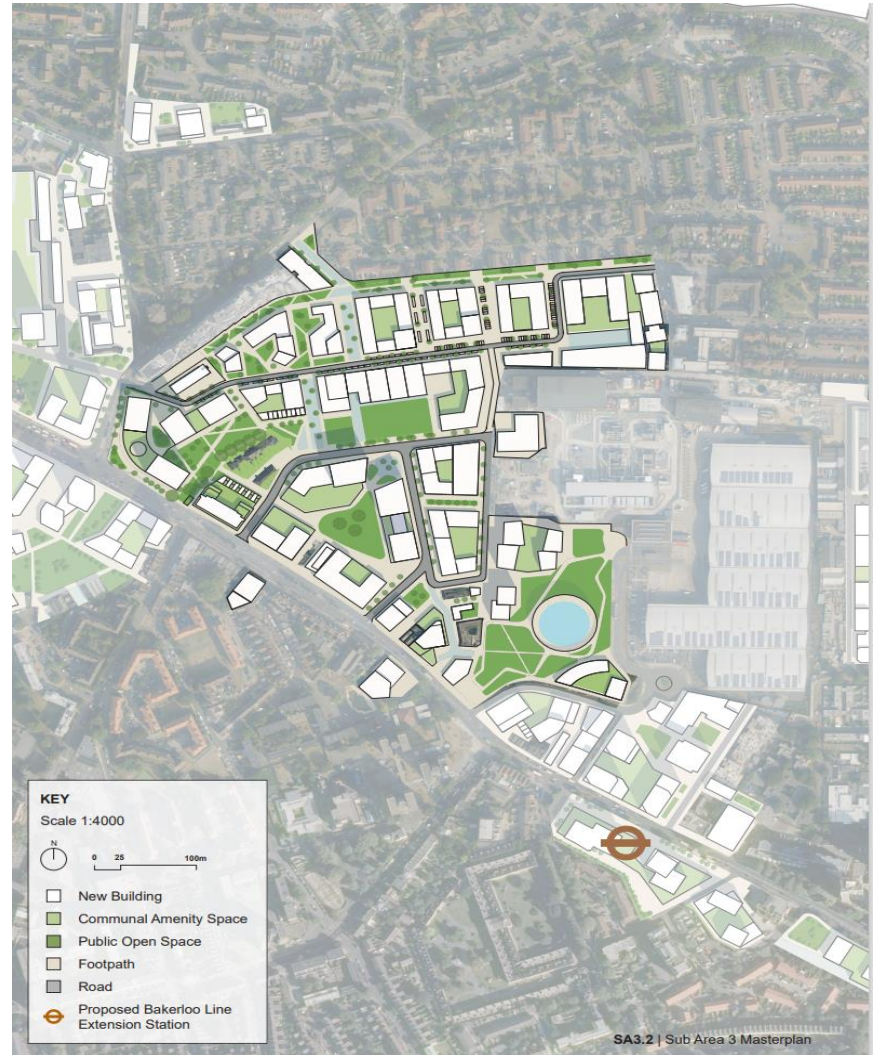 KEY
Scale 1:4000
N
0 25 100m
New Building
Communal Amenity Space
Public Open Space
Footpath
Road
Proposed Bakerloo Line
Extension Station
SA3.2 | Sub Area 3 Masterplan